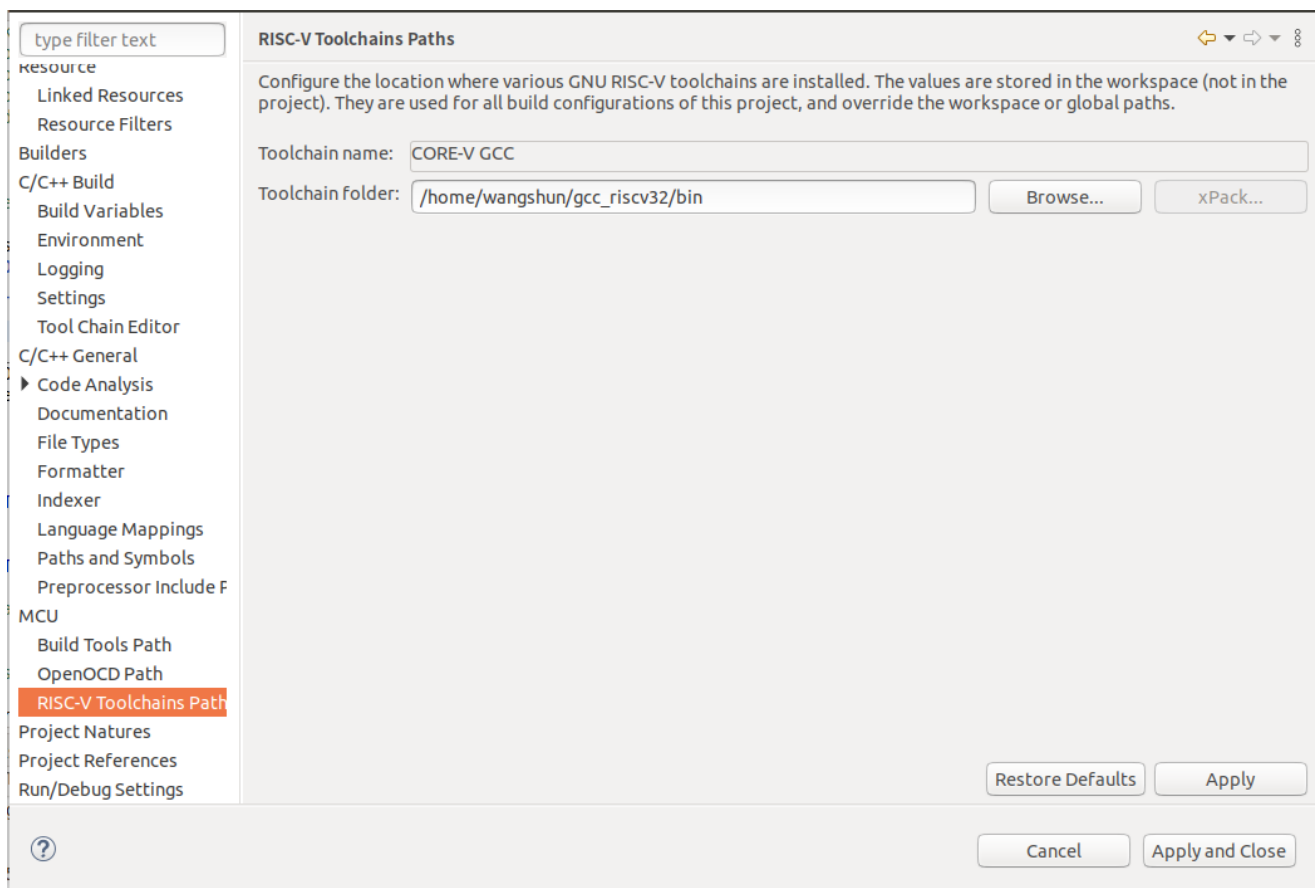 type filter text
Resource
Linked Resources
Resource Filters
Builders
C/C++ Build
Build Variables
Environment
Logging
Settings
Tool Chain Editor
C/C++ General
Code Analysis
Documentation
File Types
Formatter
Indexer
Language Mappings
Paths and Symbols
Preprocessor Include P
MCU
Build Tools Path
OpenOCD Path
RISC-V Toolchains Path
Project Natures
Project References
Run/Debug Settings
RISC-V Toolchains Paths
Configure the location where various GNU RISC-V toolchains are installed. The values are stored in the workspace (not in the
project). They are used for all build configurations of this project, and override the workspace or global paths.
Toolchain name: CORE-V GCC
Toolchain folder: /home/wangshun/gcc_riscv32/bin Browse... xPack...
Restore Defaults Apply
Cancel Apply and Close